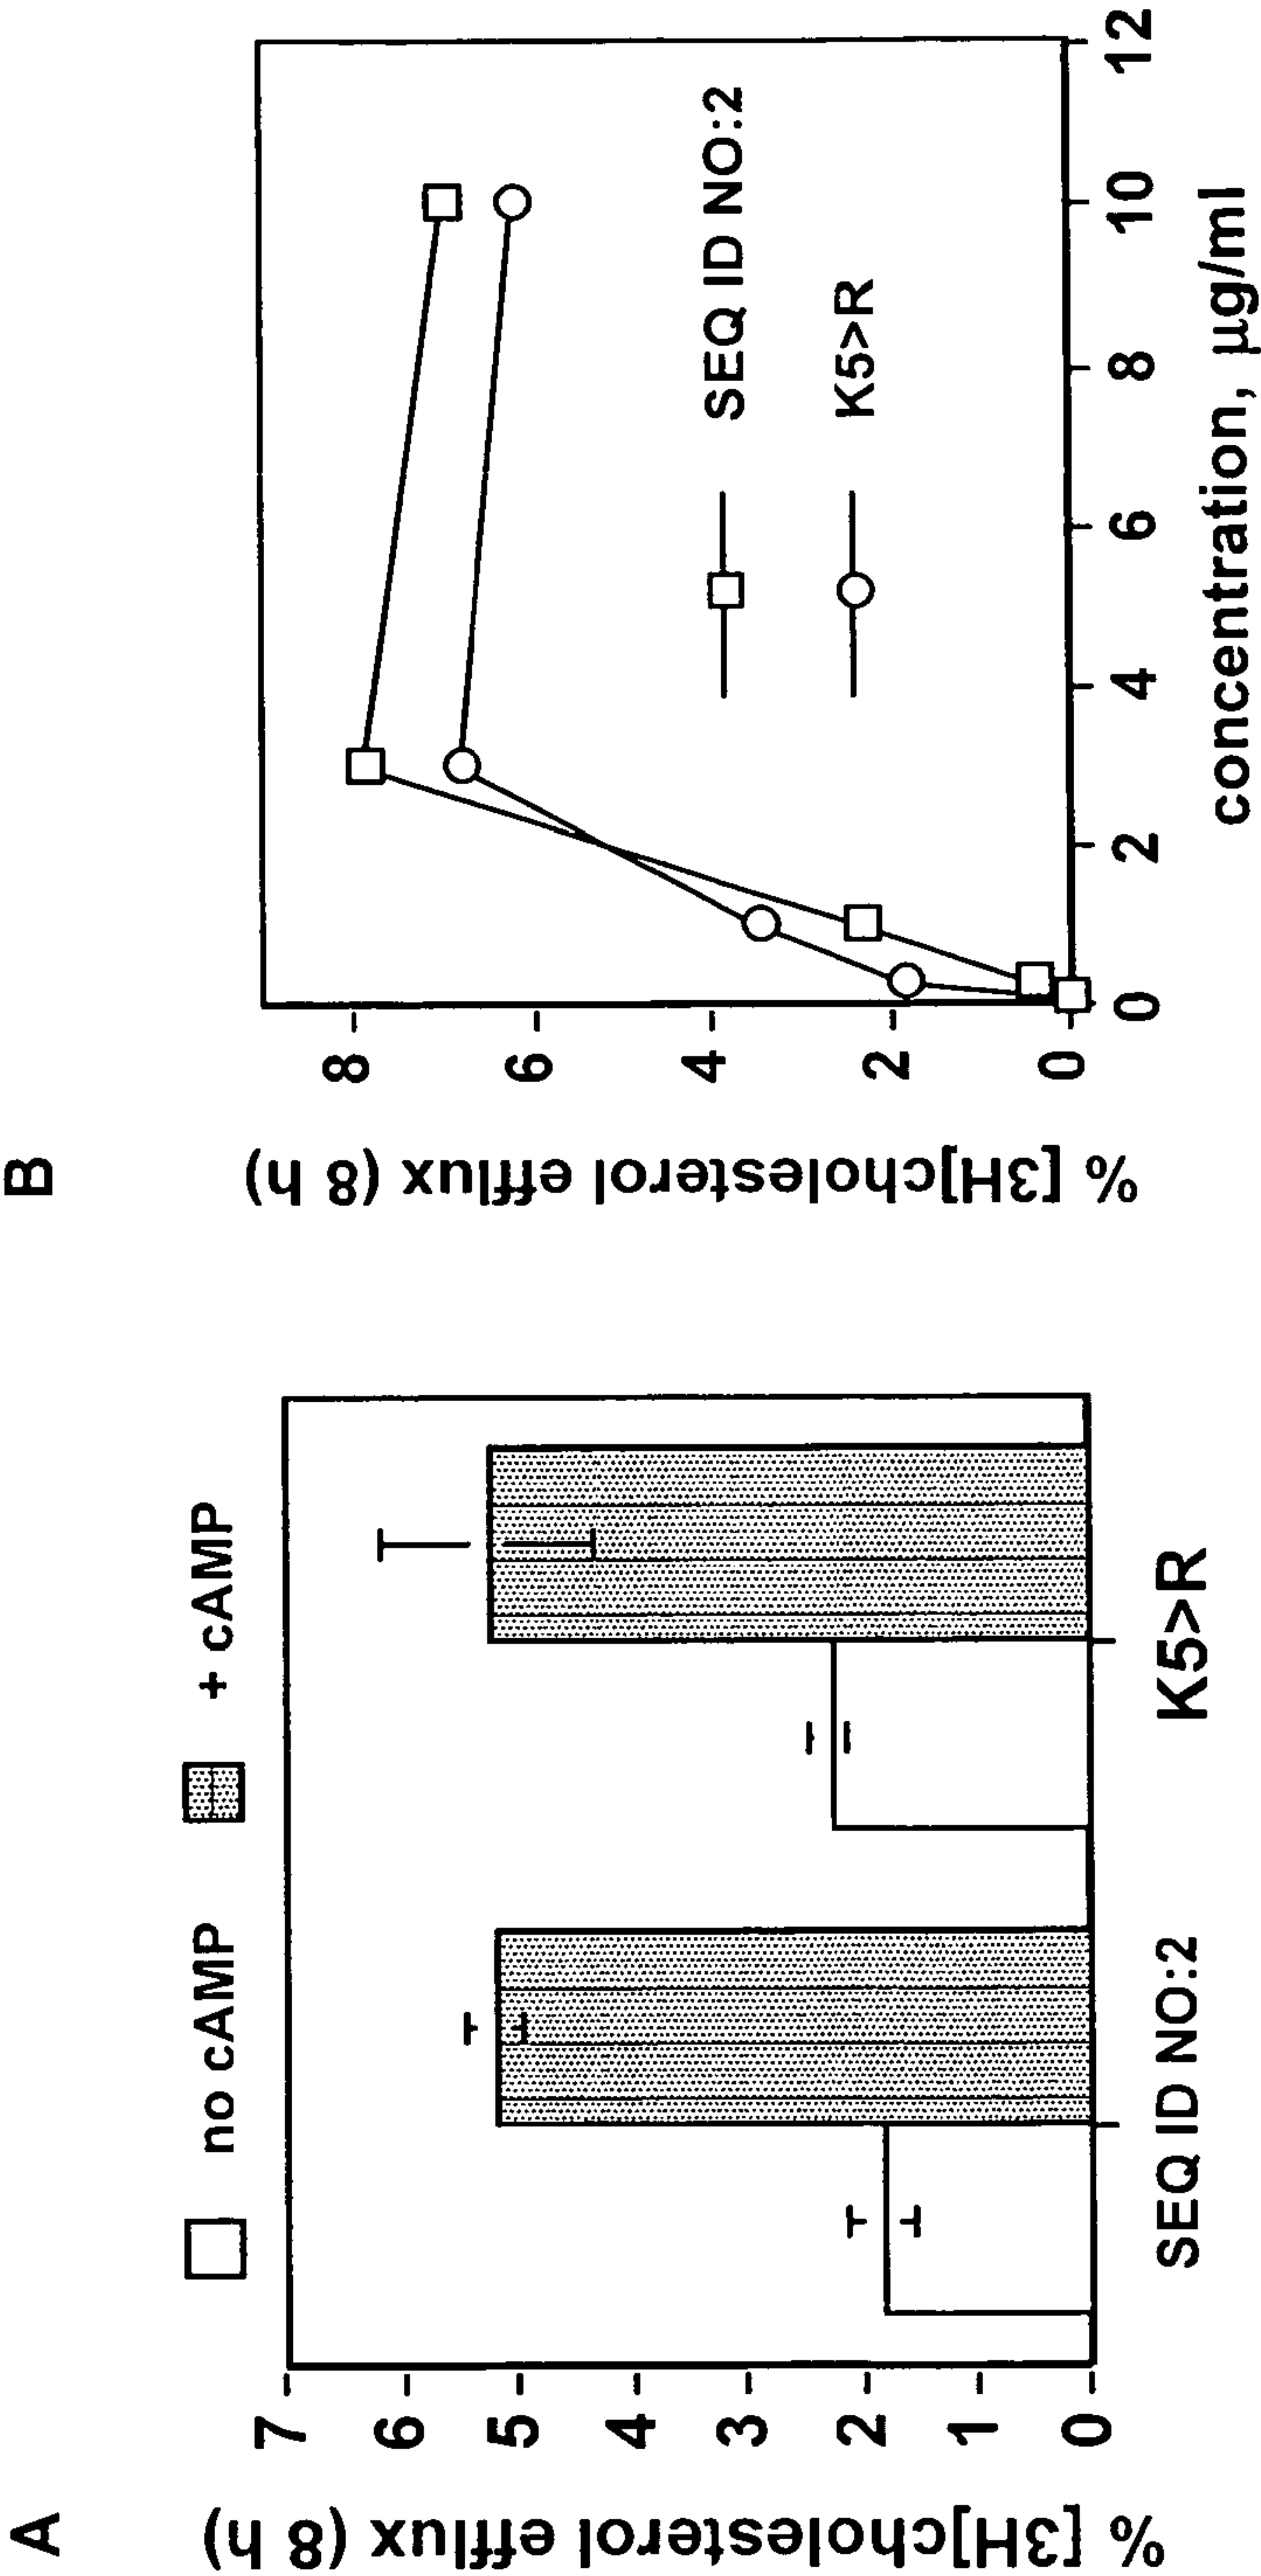 A
no cAMP
+ cAMP
% [3H]cholesterol efflux (8 h)
7
6
5
4
3
2
1
0
SEQ ID NO:2
K5>R
B
% [3H]cholesterol efflux (8 h)
8
6
4
2
0
SEQ ID NO:2
K5>R
0
2
4
6
8
10
12
concentration, µg/ml